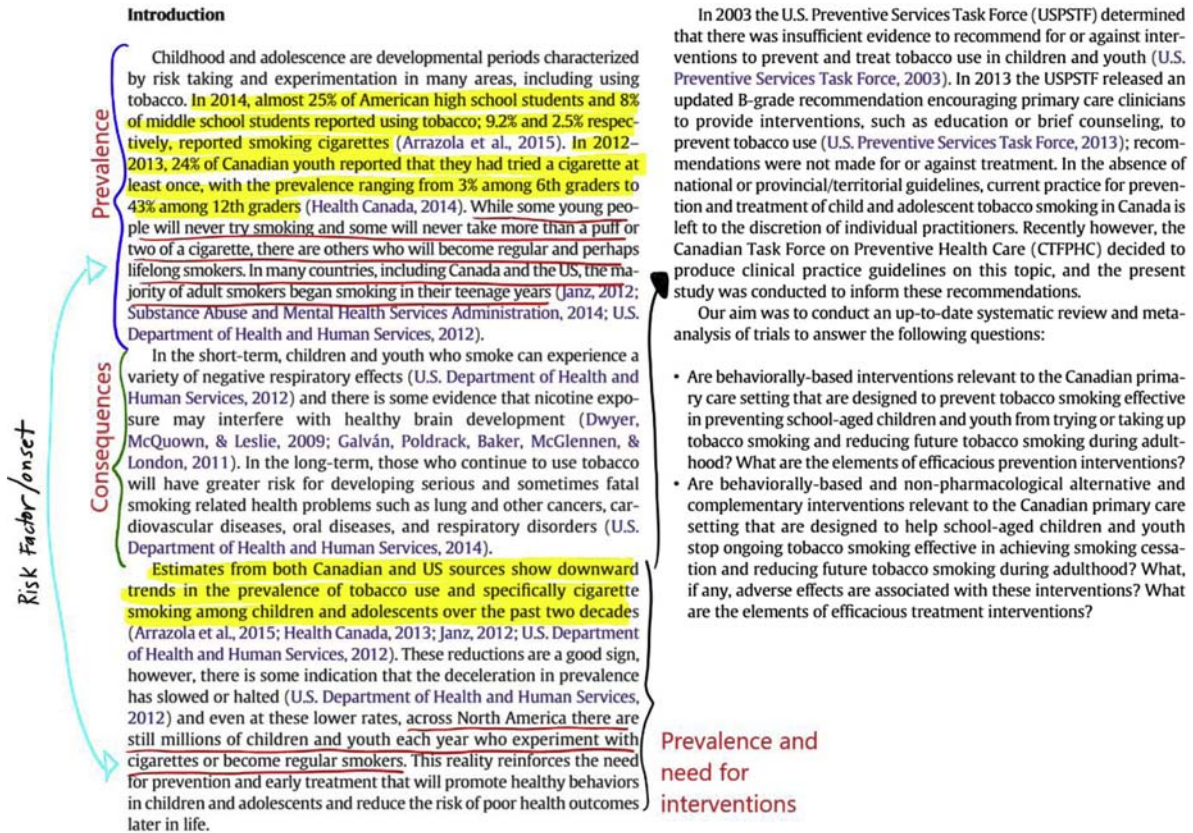 Introduction
Childhood and adolescence are developmental periods characterized
by risk taking and experimentation in many areas, including using
tobacco. In 2014, almost 25% of American high school students and 8%
of middle school students reported using tobacco; 9.2% and 2.5% respec-
tively, reported smoking cigarettes (Arrazola et al., 2015). In 2012–
2013, 24% of Canadian youth reported that they had tried a cigarette at
least once, with the prevalence ranging from 3% among 6th graders to
43% among 12th graders (Health Canada, 2014). While some young peo-
ple will never try smoking and some will never take more than a puff or
two of a cigarette, there are others who will become regular and perhaps
lifelong smokers. In many countries, including Canada and the US, the ma-
jority of adult smokers began smoking in their teenage years (Janz, 2012;
Substance Abuse and Mental Health Services Administration, 2014; U.S.
Department of Health and Human Services, 2012).
In the short-term, children and youth who smoke can experience a
variety of negative respiratory effects (U.S. Department of Health and
Human Services, 2012) and there is some evidence that nicotine expo-
sure may interfere with healthy brain development (Dwyer,
McQuown, & Leslie, 2009; Galván, Poldrack, Baker, McGlennen, &
London, 2011). In the long-term, those who continue to use tobacco
will have greater risk for developing serious and sometimes fatal
smoking related health problems such as lung and other cancers, car-
diovascular diseases, oral diseases, and respiratory disorders (U.S.
Department of Health and Human Services, 2014).
Estimates from both Canadian and US sources show downward
trends in the prevalence of tobacco use and specifically cigarette
smoking among children and adolescents over the past two decades
(Arrazola et al., 2015; Health Canada, 2013; Janz, 2012; U.S. Department
of Health and Human Services, 2012). These reductions are a good sign,
however, there is some indication that the deceleration in prevalence
has slowed or halted (U.S. Department of Health and Human Services,
2012) and even at these lower rates, across North America there are
still millions of children and youth each year who experiment with
cigarettes or become regular smokers. This reality reinforces the need
for prevention and early treatment that will promote healthy behaviors
in children and adolescents and reduce the risk of poor health outcomes
later in life.
Prevalence
Consequences
Risk Factor/onset
Prevalence and
need for
interventions
In 2003 the U.S. Preventive Services Task Force (USPSTF) determined
that there was insufficient evidence to recommend for or against inter-
ventions to prevent and treat tobacco use in children and youth (U.S.
Preventive Services Task Force, 2003). In 2013 the USPSTF released an
updated B-grade recommendation encouraging primary care clinicians
to provide interventions, such as education or brief counseling, to
prevent tobacco use (U.S. Preventive Services Task Force, 2013); recom-
mendations were not made for or against treatment. In the absence of
national or provincial/territorial guidelines, current practice for preven-
tion and treatment of child and adolescent tobacco smoking in Canada is
left to the discretion of individual practitioners. Recently however, the
Canadian Task Force on Preventive Health Care (CTFPHC) decided to
produce clinical practice guidelines on this topic, and the present
study was conducted to inform these recommendations.
Our aim was to conduct an up-to-date systematic review and meta-
analysis of trials to answer the following questions:
• Are behaviorally-based interventions relevant to the Canadian prima-
ry care setting that are designed to prevent tobacco smoking effective
in preventing school-aged children and youth from trying or taking up
tobacco smoking and reducing future tobacco smoking during adult-
hood? What are the elements of efficacious prevention interventions?
• Are behaviorally-based and non-pharmacological alternative and
complementary interventions relevant to the Canadian primary care
setting that are designed to help school-aged children and youth
stop ongoing tobacco smoking effective in achieving smoking cessa-
tion and reducing future tobacco smoking during adulthood? What,
if any, adverse effects are associated with these interventions? What
are the elements of efficacious treatment interventions?